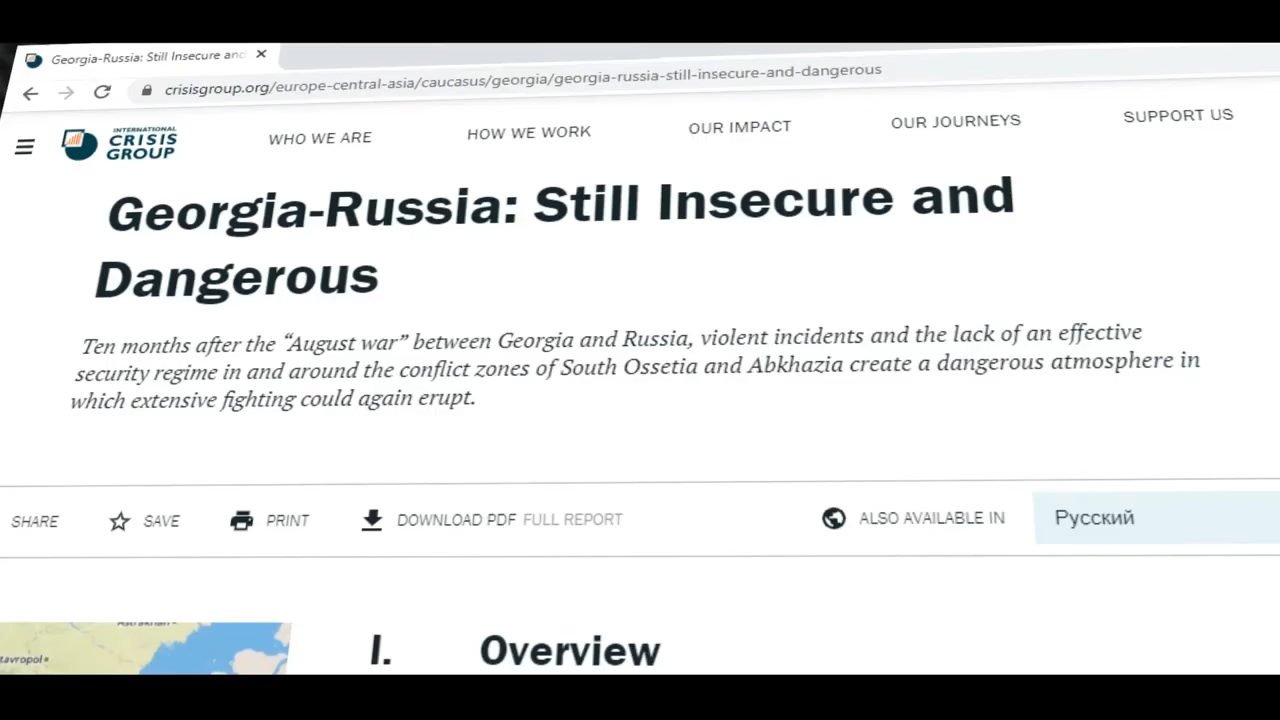 Georgia-Russia: Still Insecure and
crisisgroup.org/europe-central-asia/caucasus/georgia/georgia-russia-still-insecure-and-dangerous
INTERNATIONAL
CRISIS
GROUP
WHO WE ARE
HOW WE WORK
OUR IMPACT
OUR JOURNEYS
SUPPORT US
Georgia-Russia: Still Insecure and
Dangerous
Ten months after the “August war” between Georgia and Russia, violent incidents and the lack of an effective
security regime in and around the conflict zones of South Ossetia and Abkhazia create a dangerous atmosphere in
which extensive fighting could again erupt.
SHARE
SAVE
PRINT
DOWNLOAD PDF FULL REPORT
ALSO AVAILABLE IN
Русский
I. Overview
tavropol